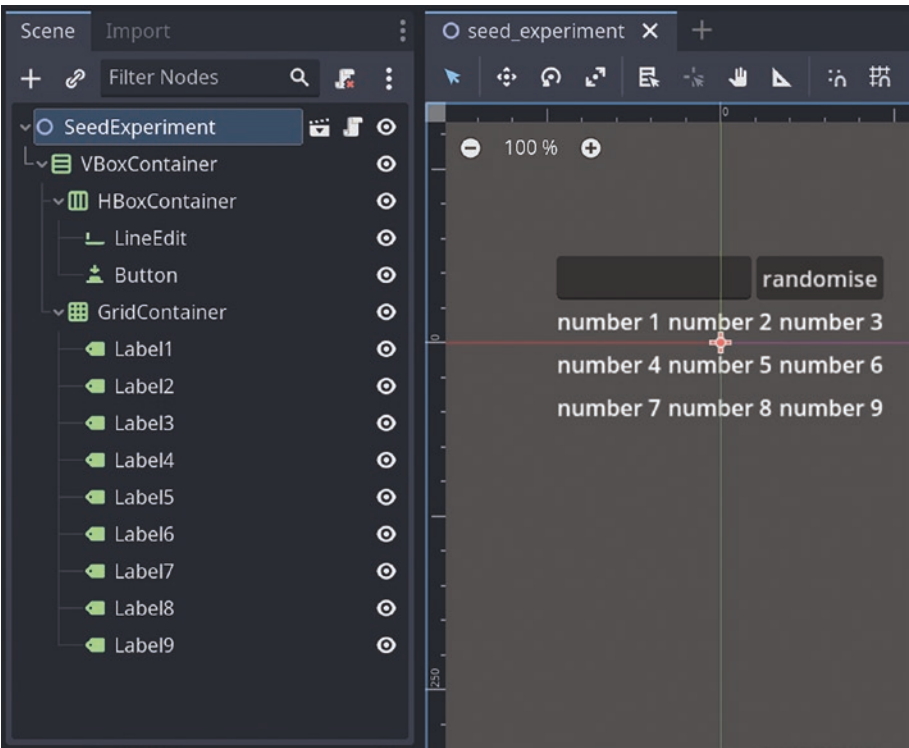 Scene Import
Filter Nodes
SeedExperiment
VBoxContainer
HBoxContainer
LineEdit
Button
GridContainer
Label1
Label2
Label3
Label4
Label5
Label6
Label7
Label8
Label9
seed_experiment
0
100 %
randomise
number 1 number 2 number 3
0
number 4 number 5 number 6
number 7 number 8 number 9
250